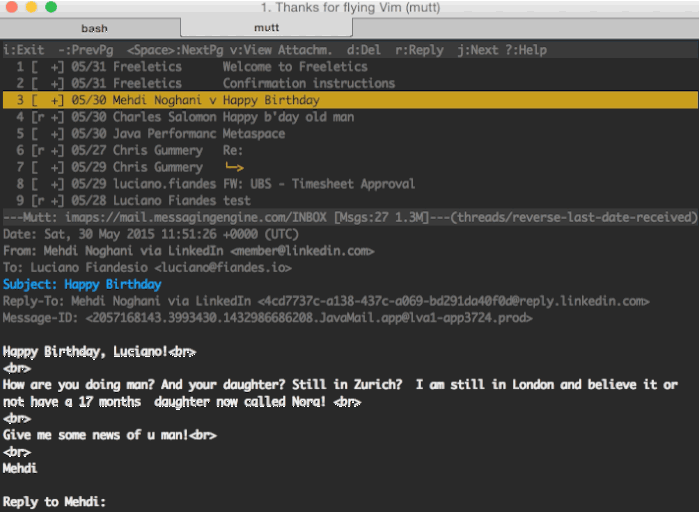 1. Thanks for flying Vim (mutt)
bash mutt
i:Exit -:PrevPg <Space>:NextPg v:View Attachm. d:Del r:Reply j:Next ?:Help
1 [ +] 05/31 Freeletics Welcome to Freeletics
2 [ +] 05/31 Freeletics Confirmation instructions
3 [ +] 05/30 Mehdi Noghani v Happy Birthday
4 [r +] 05/30 Charles Salomon Happy b'day old man
5 [ +] 05/30 Java Performanc Metaspace
6 [r +] 05/27 Chris Gummery Re:
7 [ +] 05/29 Chris Gummery └─>
8 [ +] 05/29 luciano.fiandes FW: UBS - Timesheet Approval
9 [r +] 05/28 Luciano Fiandes test
---Mutt: imaps://mail.messagingengine.com/INBOX [Msgs:27 1.3M]---(threads/reverse-last-date-received)
Date: Sat, 30 May 2015 11:51:26 +0000 (UTC)
From: Mehdi Noghani via LinkedIn <member@linkedin.com>
To: Luciano Fiandesio <luciano@fiandes.io>
Subject: Happy Birthday
Reply-To: Mehdi Noghani via LinkedIn <4cd7737c-a138-437c-a069-bd291da40f0d@reply.linkedin.com>
Message-ID: <2057168143.3993430.1432986686208.JavaMail.app@lva1-app3724.prod>
Happy Birthday, Luciano!<br>
<br>
How are you doing man? And your daughter? Still in Zurich? I am still in London and believe it or
not have a 17 months daughter now called Nora! <br>
<br>
Give me some news of u man!<br>
<br>
Mehdi
Reply to Mehdi: